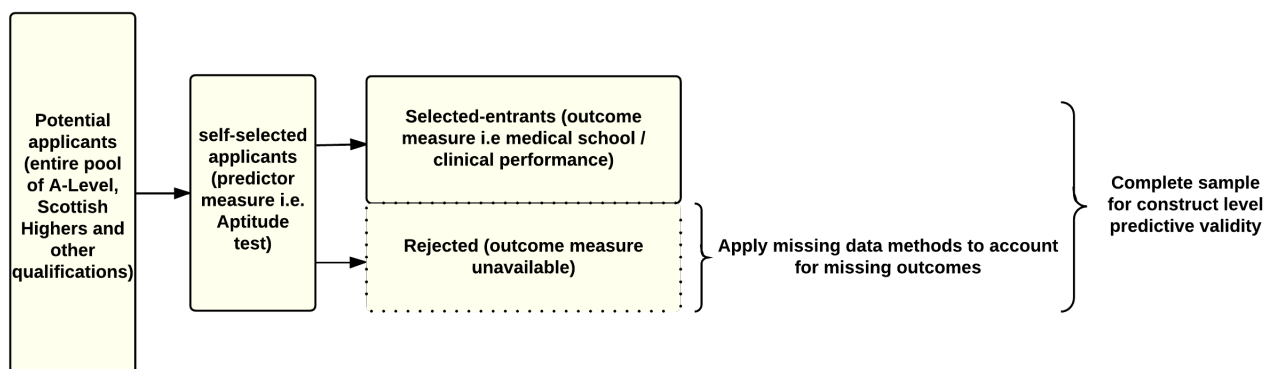 Potential
applicants
(entire pool
of A-Level,
Scottish
Highers and
other
qualifications)
self-selected
applicants
(predictor
measure i.e.
Aptitude
test)
Selected-entrants (outcome
measure i.e medical school /
clinical performance)
Rejected (outcome measure
unavailable)
Apply missing data methods to account
for missing outcomes
Complete sample
for construct level
predictive validity